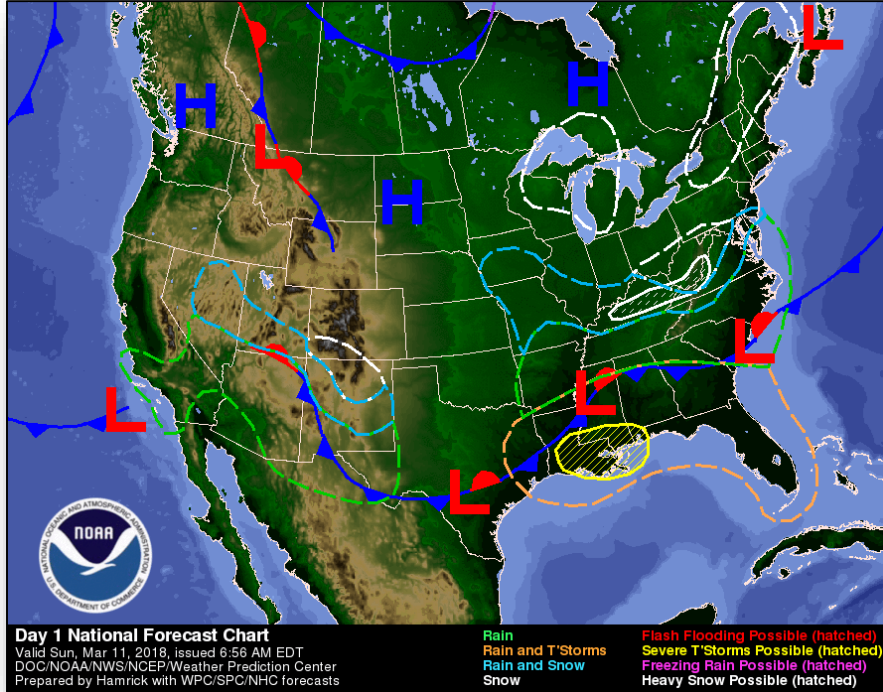 H
L
H
L
H
L
L
L
L
NOAA
NATIONAL OCEANIC AND ATMOSPHERIC ADMINISTRATION
U.S. DEPARTMENT OF COMMERCE
Day 1 National Forecast Chart
Valid Sun, Mar 11, 2018, issued 6:56 AM EDT
DOC/NOAA/NWS/NCEP/Weather Prediction Center
Prepared by Hamrick with WPC/SPC/NHC forecasts
Rain
Rain and T'Storms
Rain and Snow
Snow
Flash Flooding Possible (hatched)
Severe T'Storms Possible (hatched)
Freezing Rain Possible (hatched)
Heavy Snow Possible (hatched)